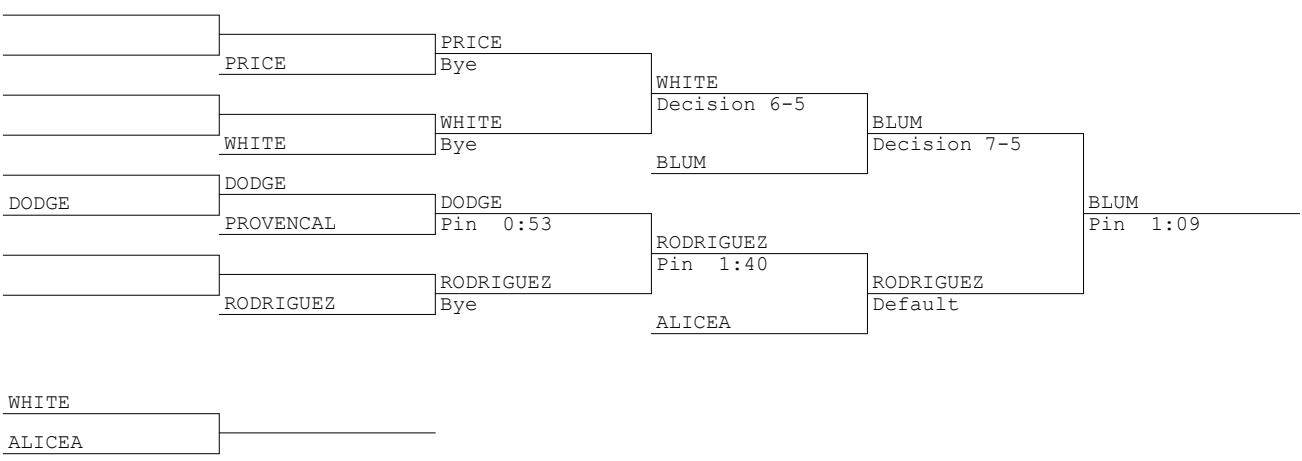 PRICE
PRICE
Bye
WHITE
Decision 6-5
WHITE
WHITE
Bye
BLUM
Decision 7-5
BLUM
DODGE
DODGE
DODGE
Pin 0:53
PROVENCAL
BLUM
Pin 1:09
RODRIGUEZ
Pin 1:40
RODRIGUEZ
RODRIGUEZ
Bye
RODRIGUEZ
Default
ALICEA
WHITE
ALICEA